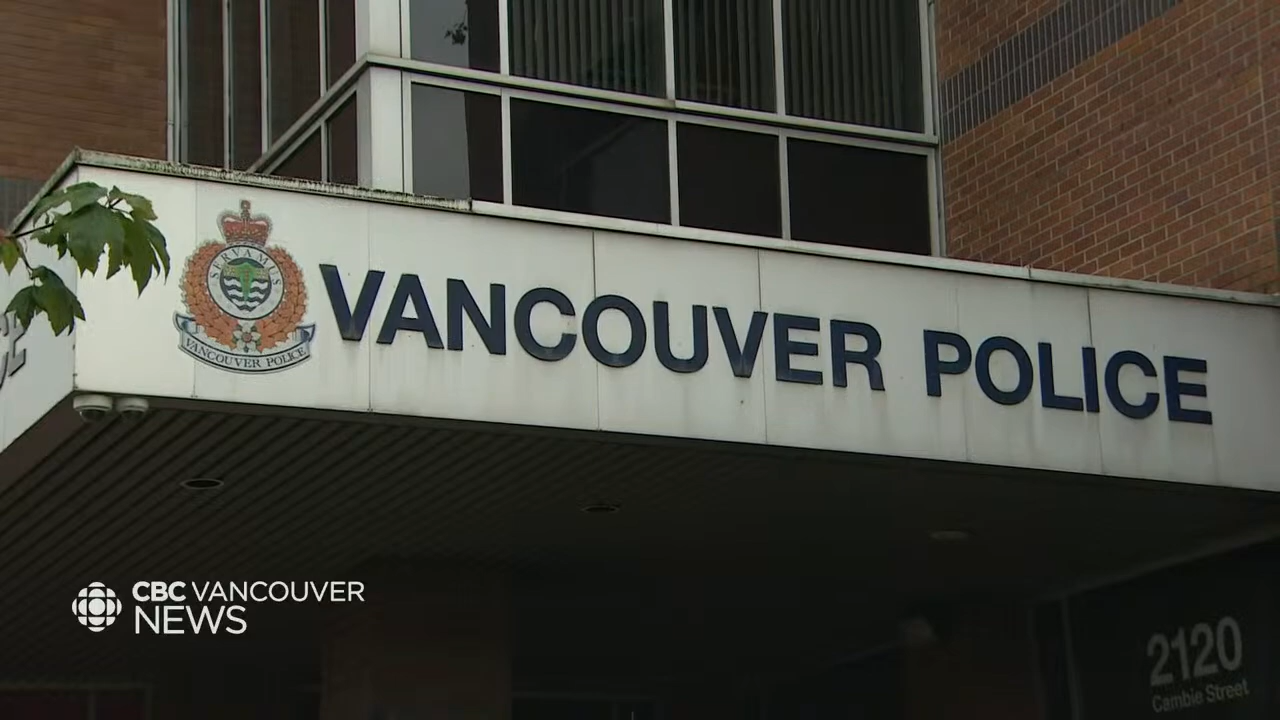 SERVAMUS
VANCOUVER POLICE
VANCOUVER POLICE
CBC VANCOUVER
NEWS
2120
Cambie Street